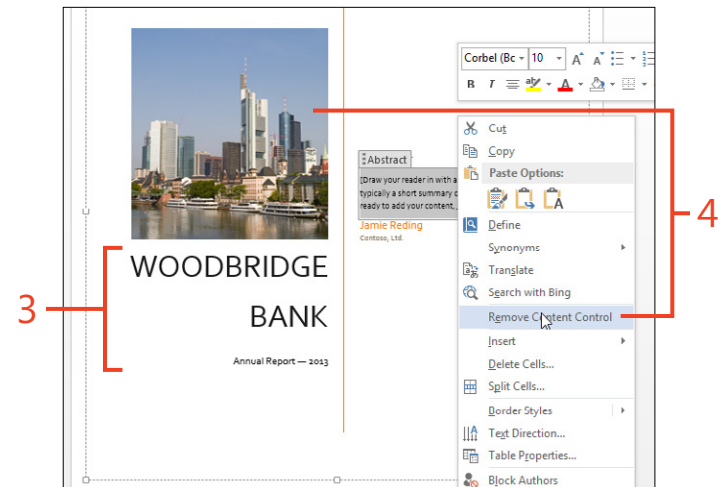 Corbel (Bc
10
A A
B I
ab A
Abstract
[Draw your reader in with a
typically a short summary c
ready to add your content,
Jamie Reding
Contoso, Ltd.
WOODBRIDGE
BANK
Annual Report — 2013
3
4
Cut
Copy
Paste Options:
A
Define
Synonyms
Translate
Search with Bing
Remove Content Control
Insert
Delete Cells...
Split Cells...
Border Styles
Text Direction...
Table Properties...
Block Authors